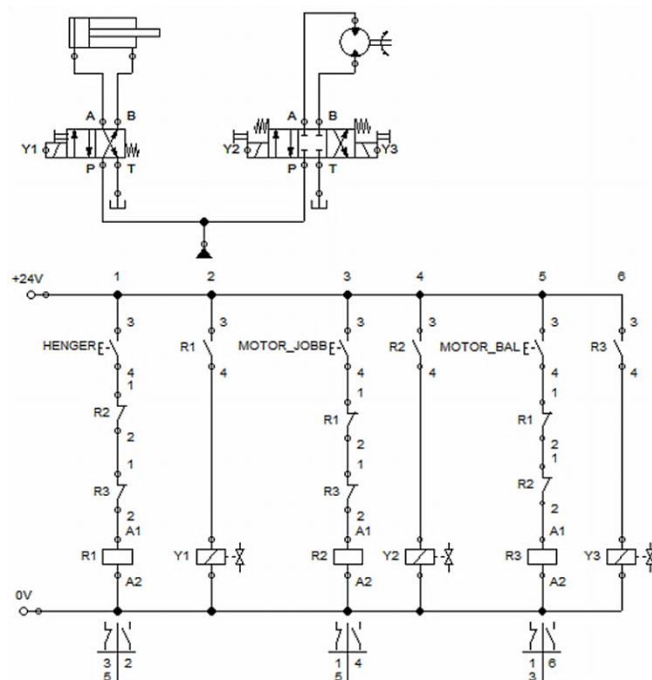 A B A B
Y1 Y2 Y3
P T P T
1 2 3 4 5 6
+24V
3 3 3 3 3 3
HENGER R1 MOTOR_JOBB R2 MOTOR_BAL R3
4 4 4 4 4 4
1 1 1
R2 R1 R1
2 2 2
1 1 1
R3 R3 R2
2 2 2
A1 A1 A1
R1 Y1 R2 Y2 R3 Y3
A2 A2 A2
0V
3 2 1 4 1 6
5 5 3